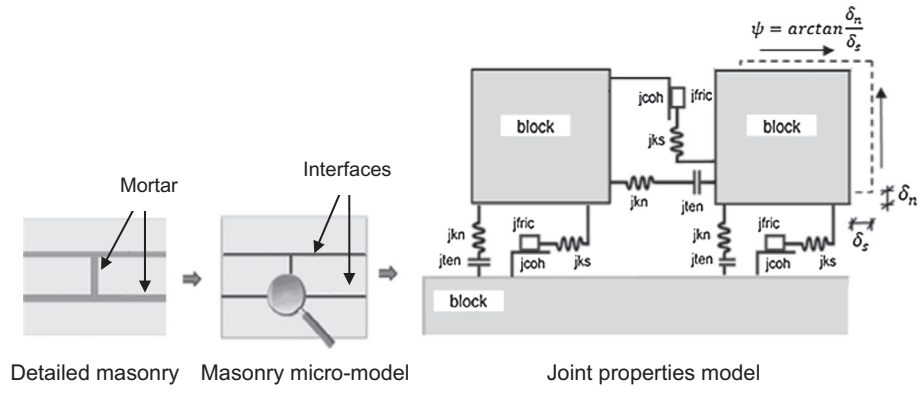 ψ = arctan δn/δs
jcoh
jfric
block
block
jks
Interfaces
Mortar
jkn
jten
δn
δs
jkn
jten
jfric
jcoh
jks
jkn
jten
jfric
jcoh
jks
block
Detailed masonry
Masonry micro-model
Joint properties model